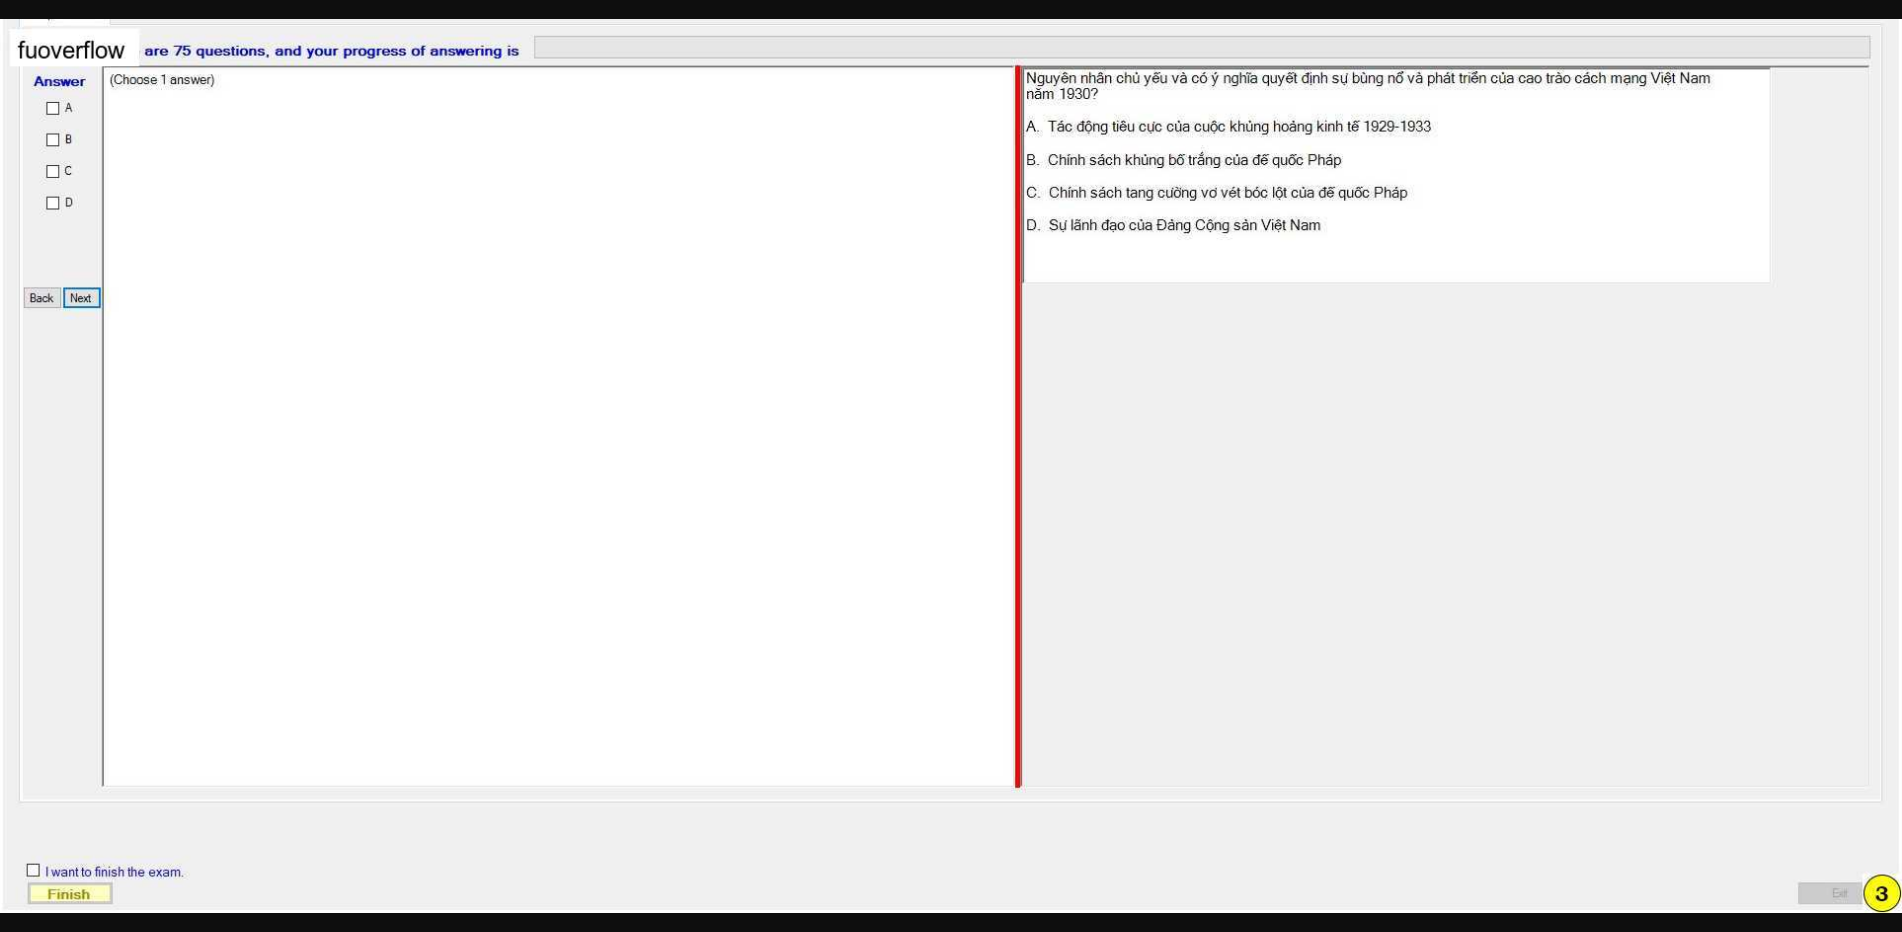 fuoverflow are 75 questions, and your progress of answering is
Answer
(Choose 1 answer)
A
B
C
D
Back Next
Nguyên nhân chủ yếu và có ý nghĩa quyết định sự bùng nổ và phát triển của cao trào cách mạng Việt Nam
năm 1930?
A. Tác động tiêu cực của cuộc khủng hoảng kinh tế 1929-1933
B. Chính sách khủng bố trắng của đế quốc Pháp
C. Chính sách tang cường vơ vét bóc lột của đế quốc Pháp
D. Sự lãnh đạo của Đảng Cộng sản Việt Nam
I want to finish the exam.
Finish
Exit
3